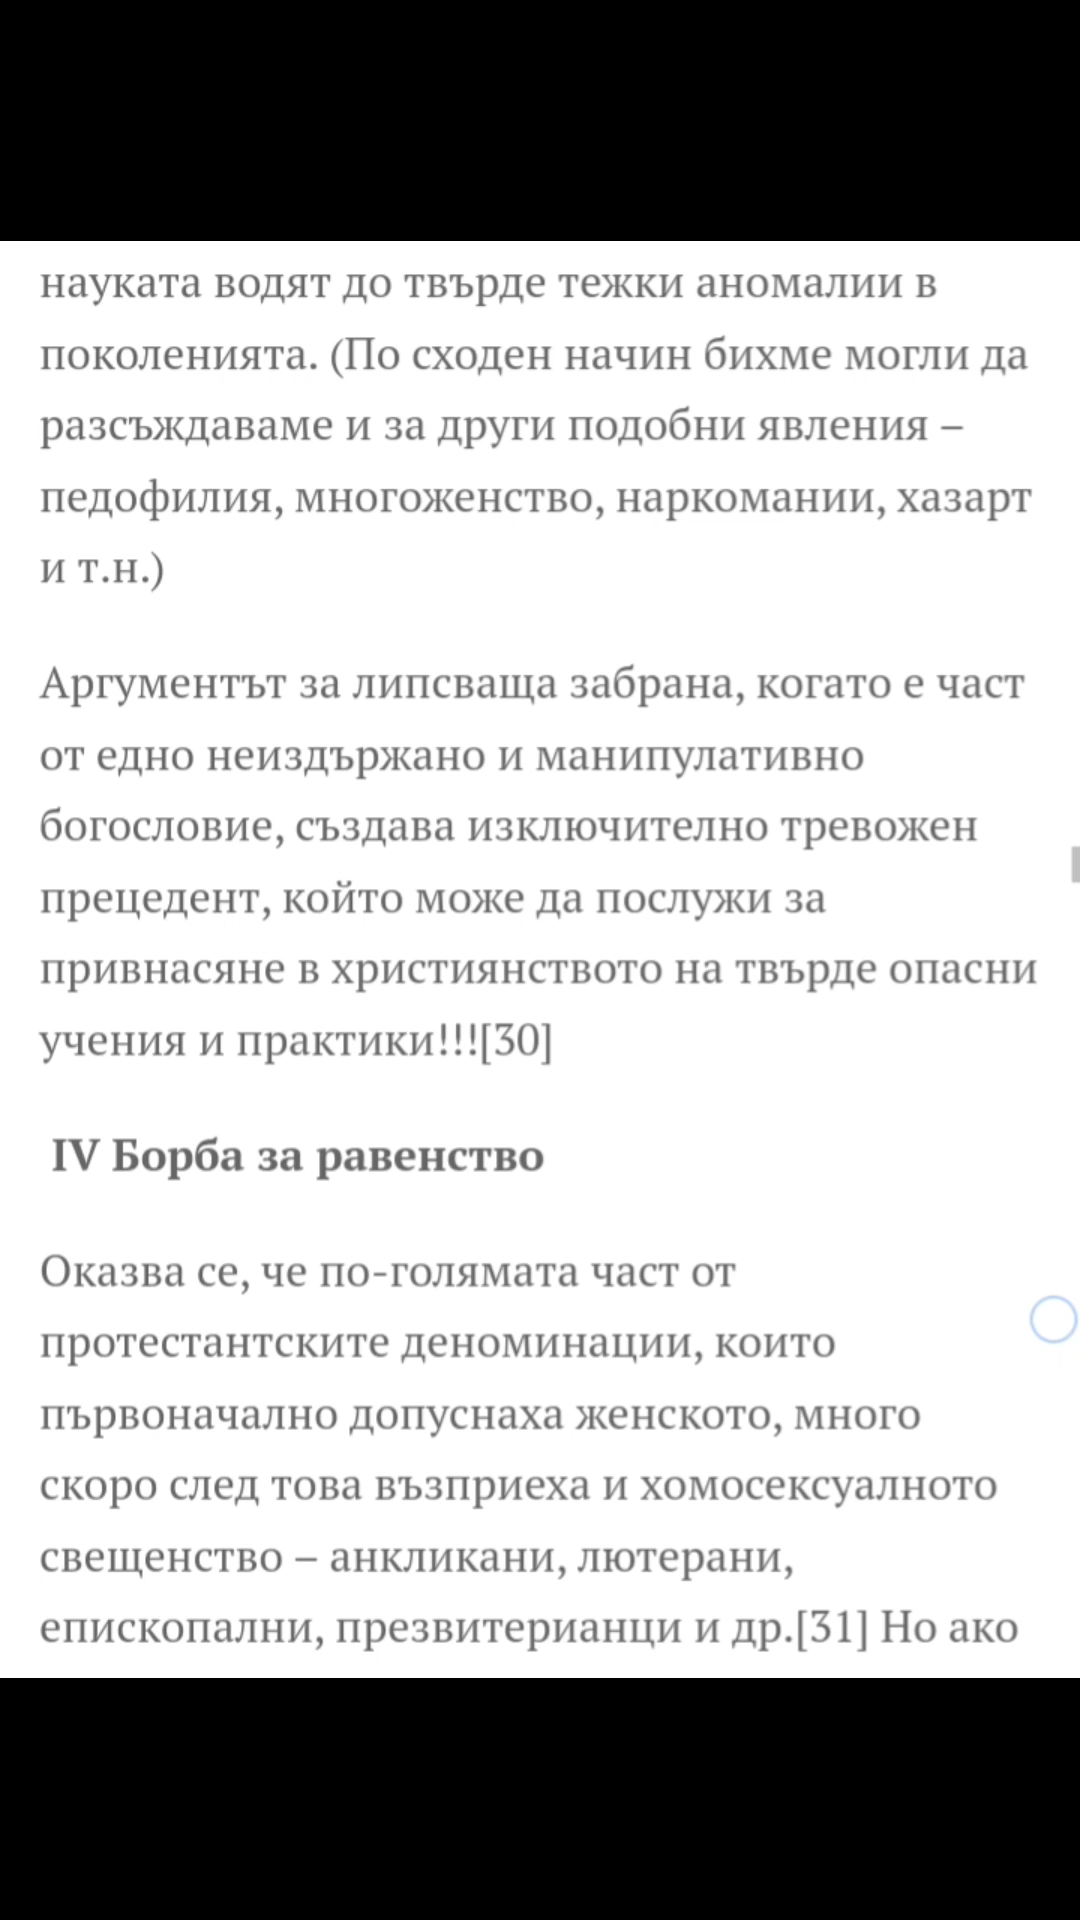 науката водят до твърде тежки аномалии в
поколенията. (По сходен начин бихме могли да
разсъждаваме и за други подобни явления –
педофилия, многоженство, наркомании, хазарт
и т.н.)
Аргументът за липсваща забрана, когато е част
от едно неиздържано и манипулативно
богословие, създава изключително тревожен
прецедент, който може да послужи за
привнасяне в християнството на твърде опасни
учения и практики!!![30]
IV Борба за равенство
Оказва се, че по-голямата част от
протестантските деноминации, които
първоначално допуснаха женското, много
скоро след това възприеха и хомосексуалното
свещенство – анкликани, лютерани,
епископални, презвитерианци и др.[31] Но ако